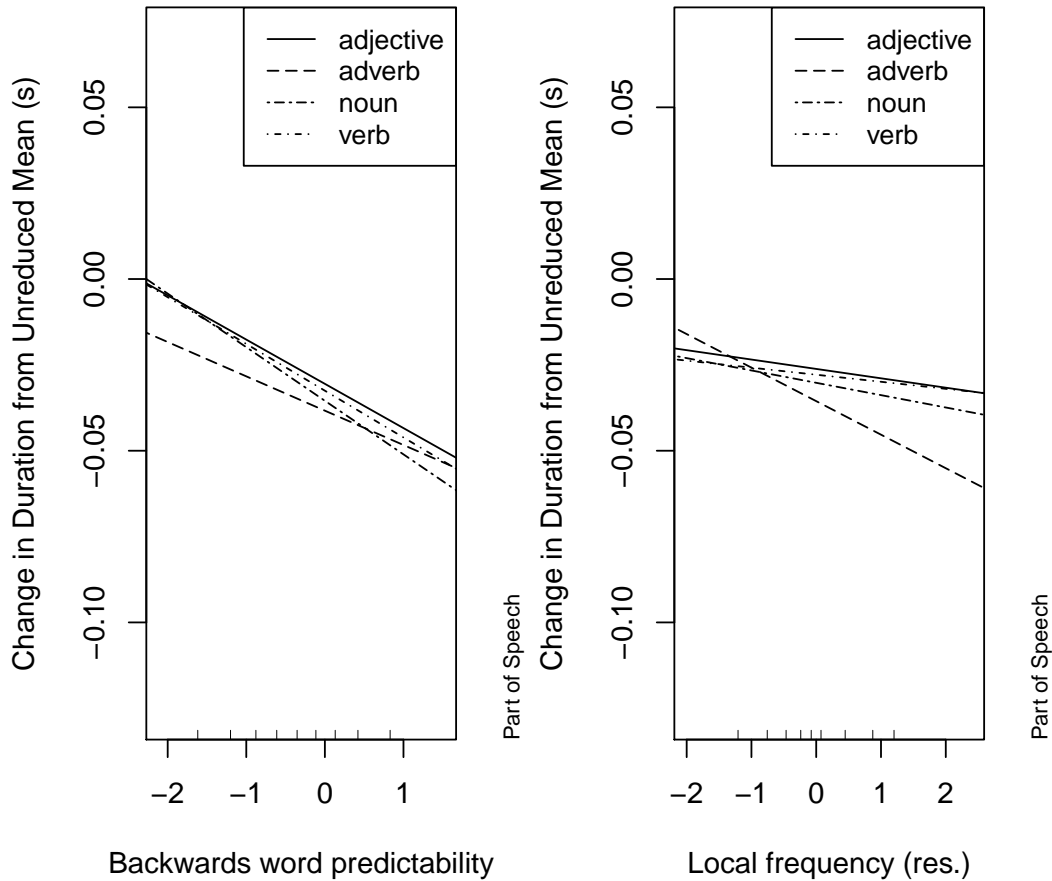 Change in Duration from Unreduced Mean (s)
0.05
0.00
−0.05
−0.10
adjective
adverb
noun
verb
−2 −1 0 1
Backwards word predictability
Part of Speech
Change in Duration from Unreduced Mean (s)
0.05
0.00
−0.05
−0.10
adjective
adverb
noun
verb
−2 −1 0 1 2
Local frequency (res.)
Part of Speech